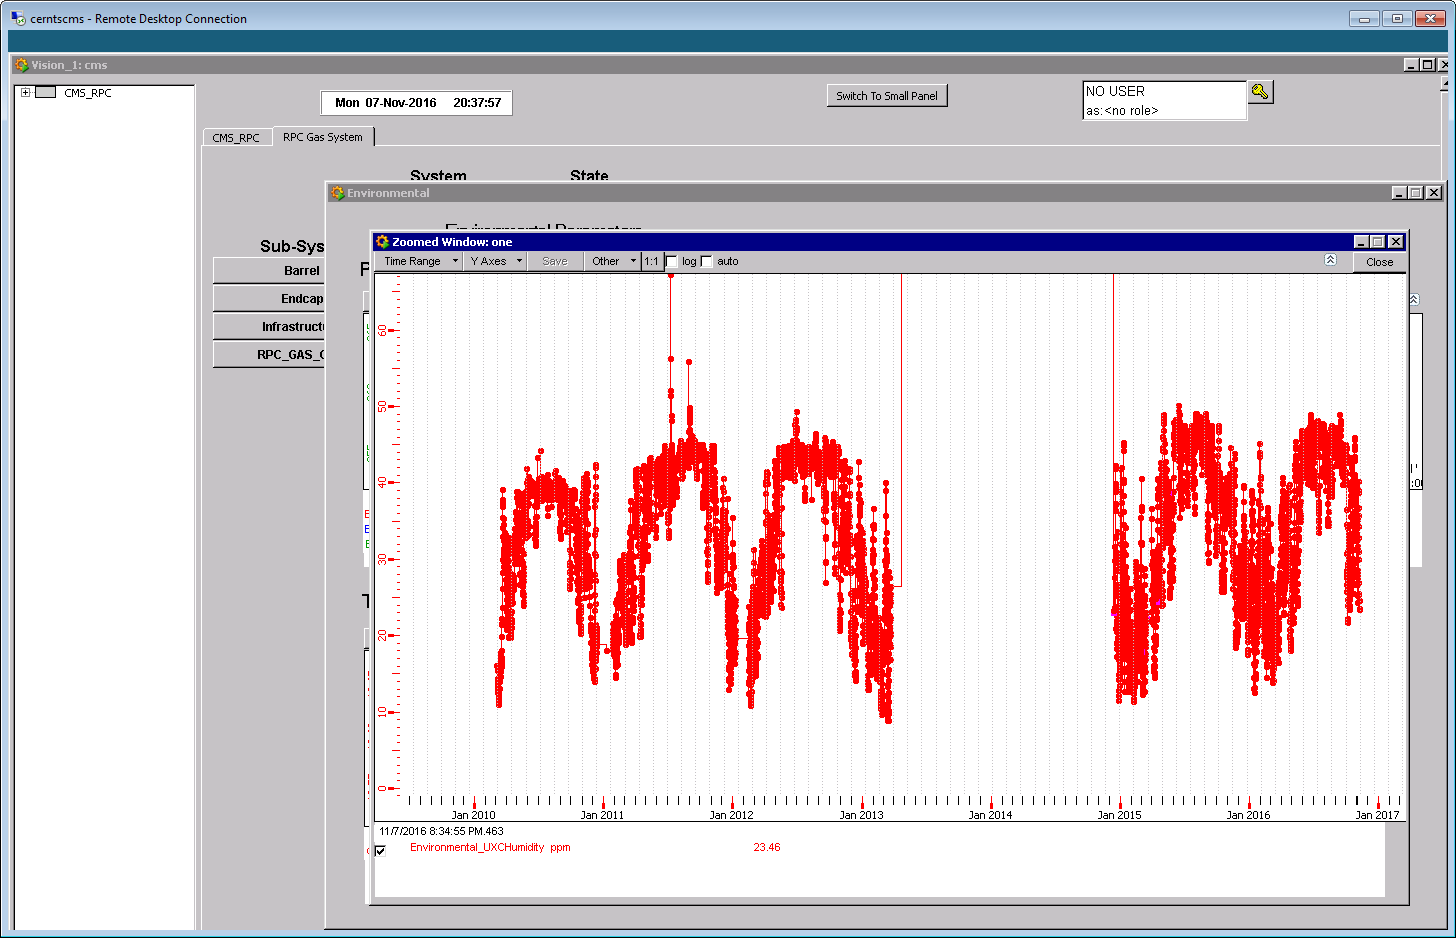 cerntscms - Remote Desktop Connection
Vision_1: cms
CMS_RPC
Mon 07-Nov-2016 20:37:57
Switch To Small Panel
NO USER
as:<no role>
CMS_RPC
RPC Gas System
System
State
Environmental
Environmental Parameters
Sub-Sys
Zoomed Window: one
Time Range
Y Axes
Save
Other
1:1
log
auto
Close
Barrel
Endcap
Infrastruct
RPC_GAS_
60
50
40
30
20
10
0
Jan 2010
Jan 2011
Jan 2012
Jan 2013
Jan 2014
Jan 2015
Jan 2016
Jan 2017
11/7/2016 8:34:55 PM.463
Environmental_UXCHumidity ppm
23.46